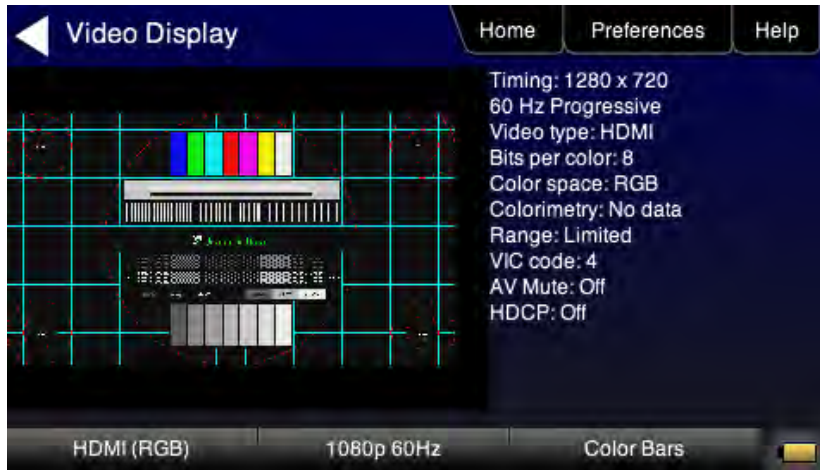 Video Display
Home
Preferences
Help
Timing: 1280 x 720
60 Hz Progressive
Video type: HDMI
Bits per color: 8
Color space: RGB
Colorimetry: No data
Range: Limited
VIC code: 4
AV Mute: Off
HDCP: Off
HDMI (RGB)
1080p 60Hz
Color Bars